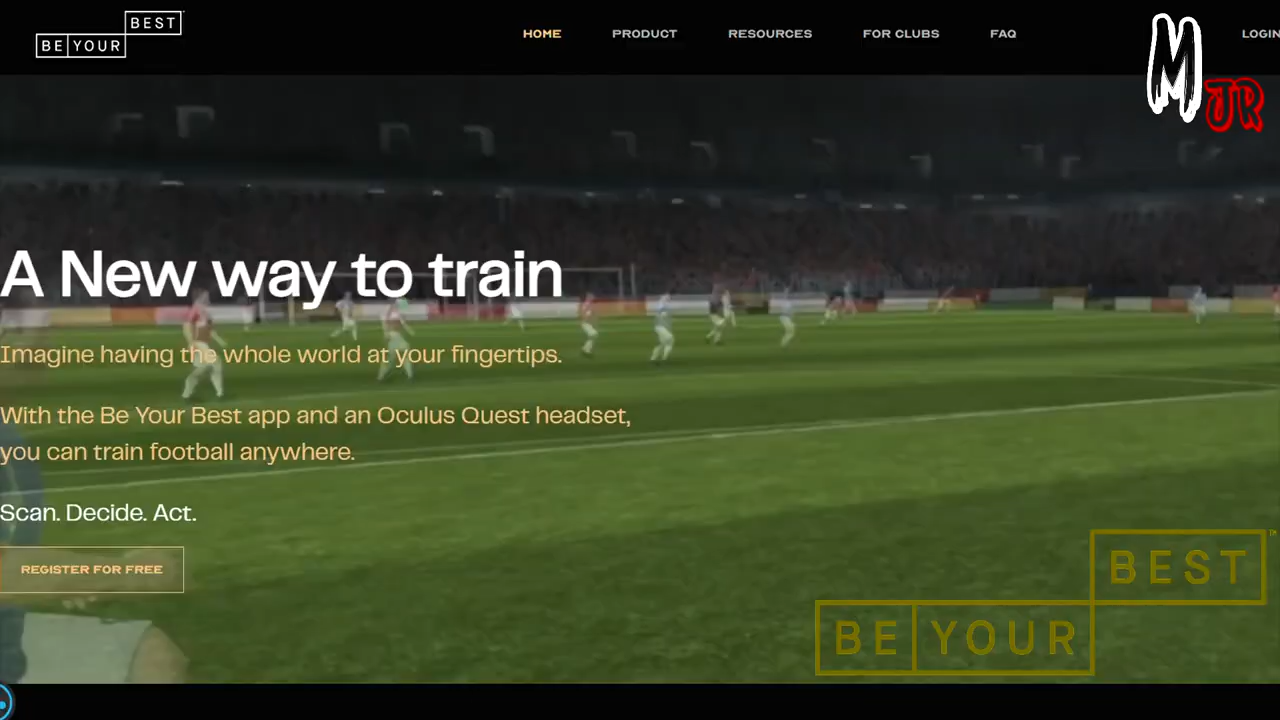 BEST
BE YOUR
HOME
PRODUCT
RESOURCES
FOR CLUBS
FAQ
LOGIN
M
JR
A New way to train
Imagine having the whole world at your fingertips.
With the Be Your Best app and an Oculus Quest headset,
you can train football anywhere.
Scan. Decide. Act.
REGISTER FOR FREE
BEST
BE YOUR